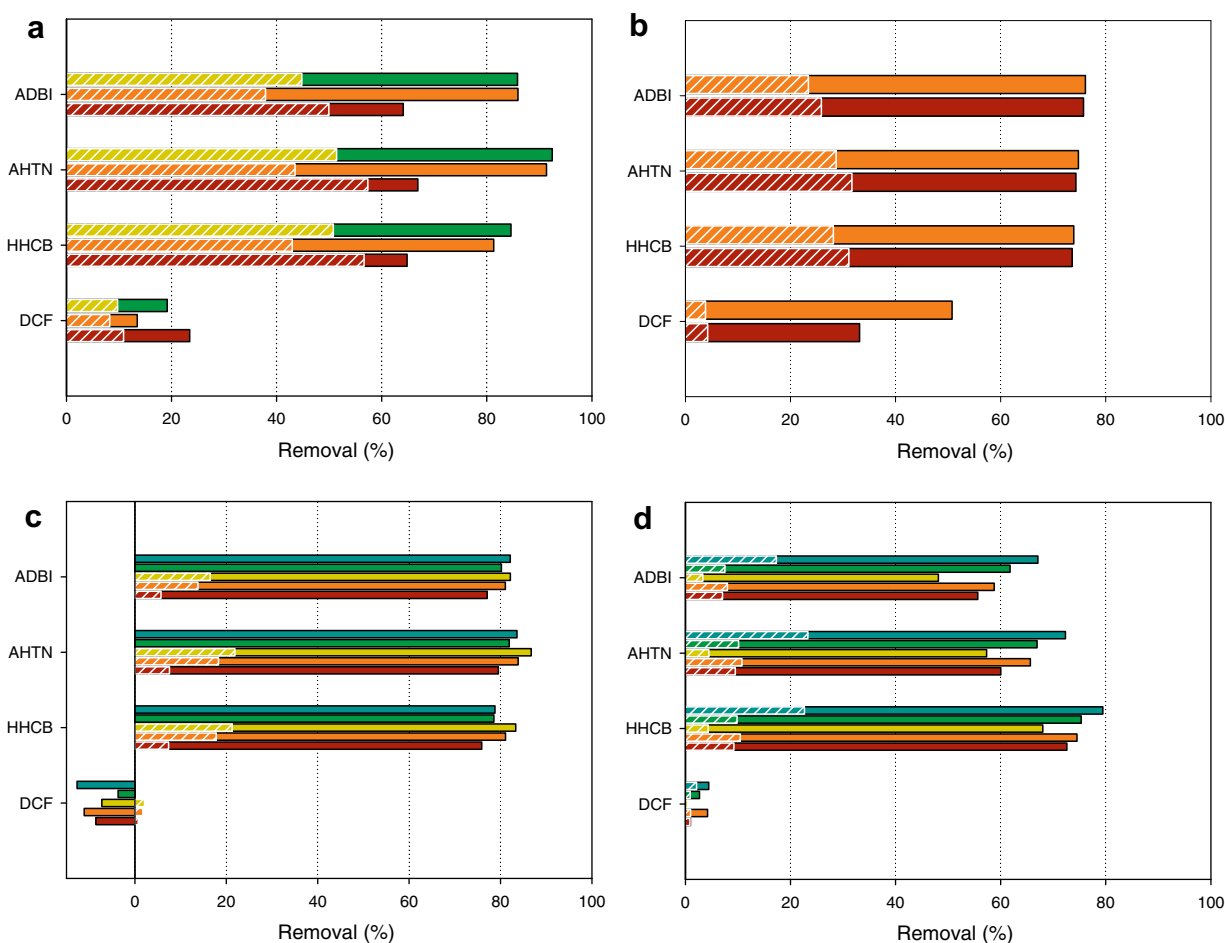 a
ADBI
AHTN
HHCB
DCF
0 20 40 60 80 100
Removal (%)
b
ADBI
AHTN
HHCB
DCF
0 20 40 60 80 100
Removal (%)
c
ADBI
AHTN
HHCB
DCF
0 20 40 60 80 100
Removal (%)
d
ADBI
AHTN
HHCB
DCF
0 20 40 60 80 100
Removal (%)